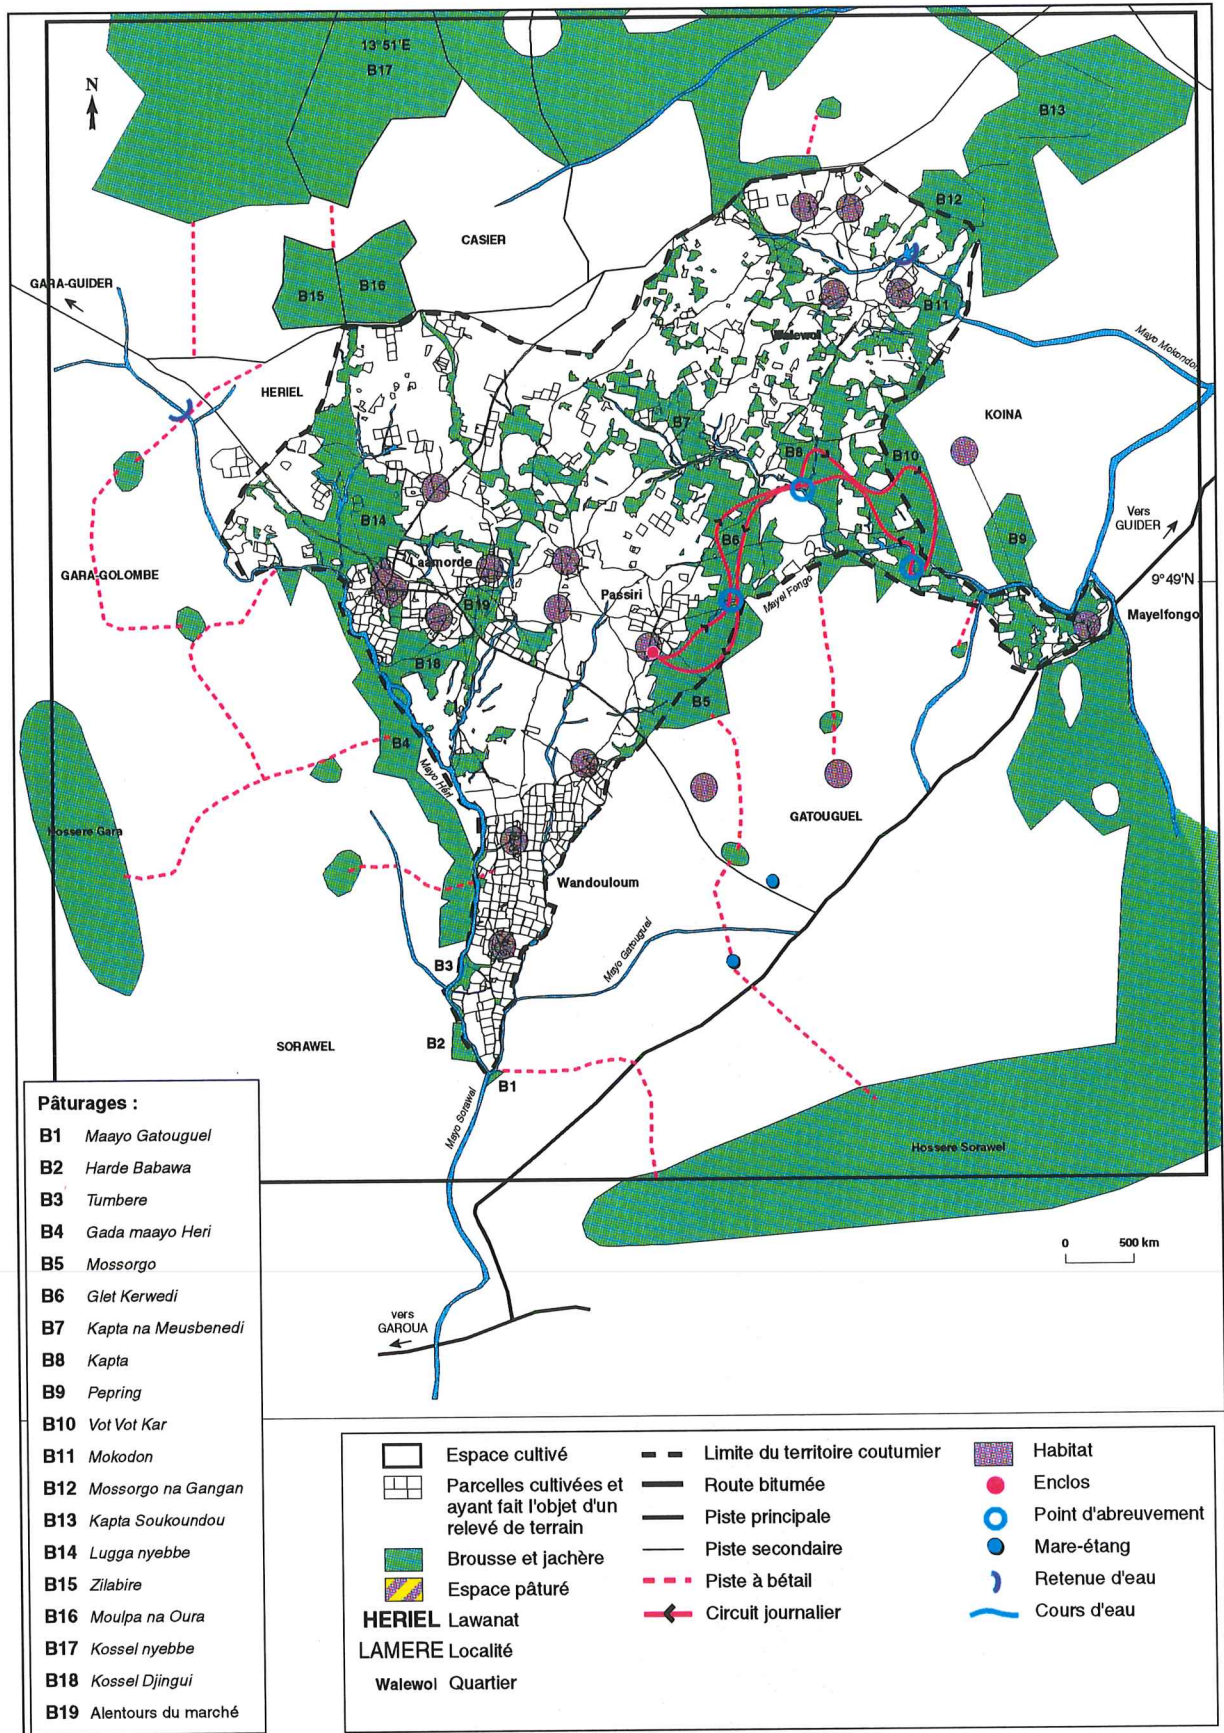 13°51'E
B17
N
B13
B12
CASIER
GARA-GUIDER
B15
B16
B11
Walewol
Mayo Mokondon
HERIEL
KOINA
B7
B8
B10
B14
B6
B9
Vers
GUIDER
Laamorde
9°49'N
GARA-GOLOMBE
Passiri
Mayel Fongo
B19
Mayelfongo
B18
B5
B4
Mayo Héri
GATOUGUEL
Hossere Gara
Wandouloum
Mayo Gatouguel
B3
SORAWEL
B2
B1
Mayo Sorawel
Hossere Sorawel
0 500 km
vers
GAROUA
Pâturages :
B1 Maayo Gatouguel
B2 Harde Babawa
B3 Tumbere
B4 Gada maayo Heri
B5 Mossorgo
B6 Glet Kerwedi
B7 Kapta na Meusbenedi
B8 Kapta
B9 Pepring
B10 Vot Vot Kar
B11 Mokodon
B12 Mossorgo na Gangan
B13 Kapta Soukoundou
B14 Lugga nyebbe
B15 Zilabire
B16 Moulpa na Oura
B17 Kossel nyebbe
B18 Kossel Djingui
B19 Alentours du marché
Espace cultivé
Parcelles cultivées et
ayant fait l'objet d'un
relevé de terrain
Brousse et jachère
Espace pâturé
HERIEL Lawanat
LAMERE Localité
Walewol Quartier
Limite du territoire coutumier
Route bitumée
Piste principale
Piste secondaire
Piste à bétail
Circuit journalier
Habitat
Enclos
Point d'abreuvement
Mare-étang
Retenue d'eau
Cours d'eau